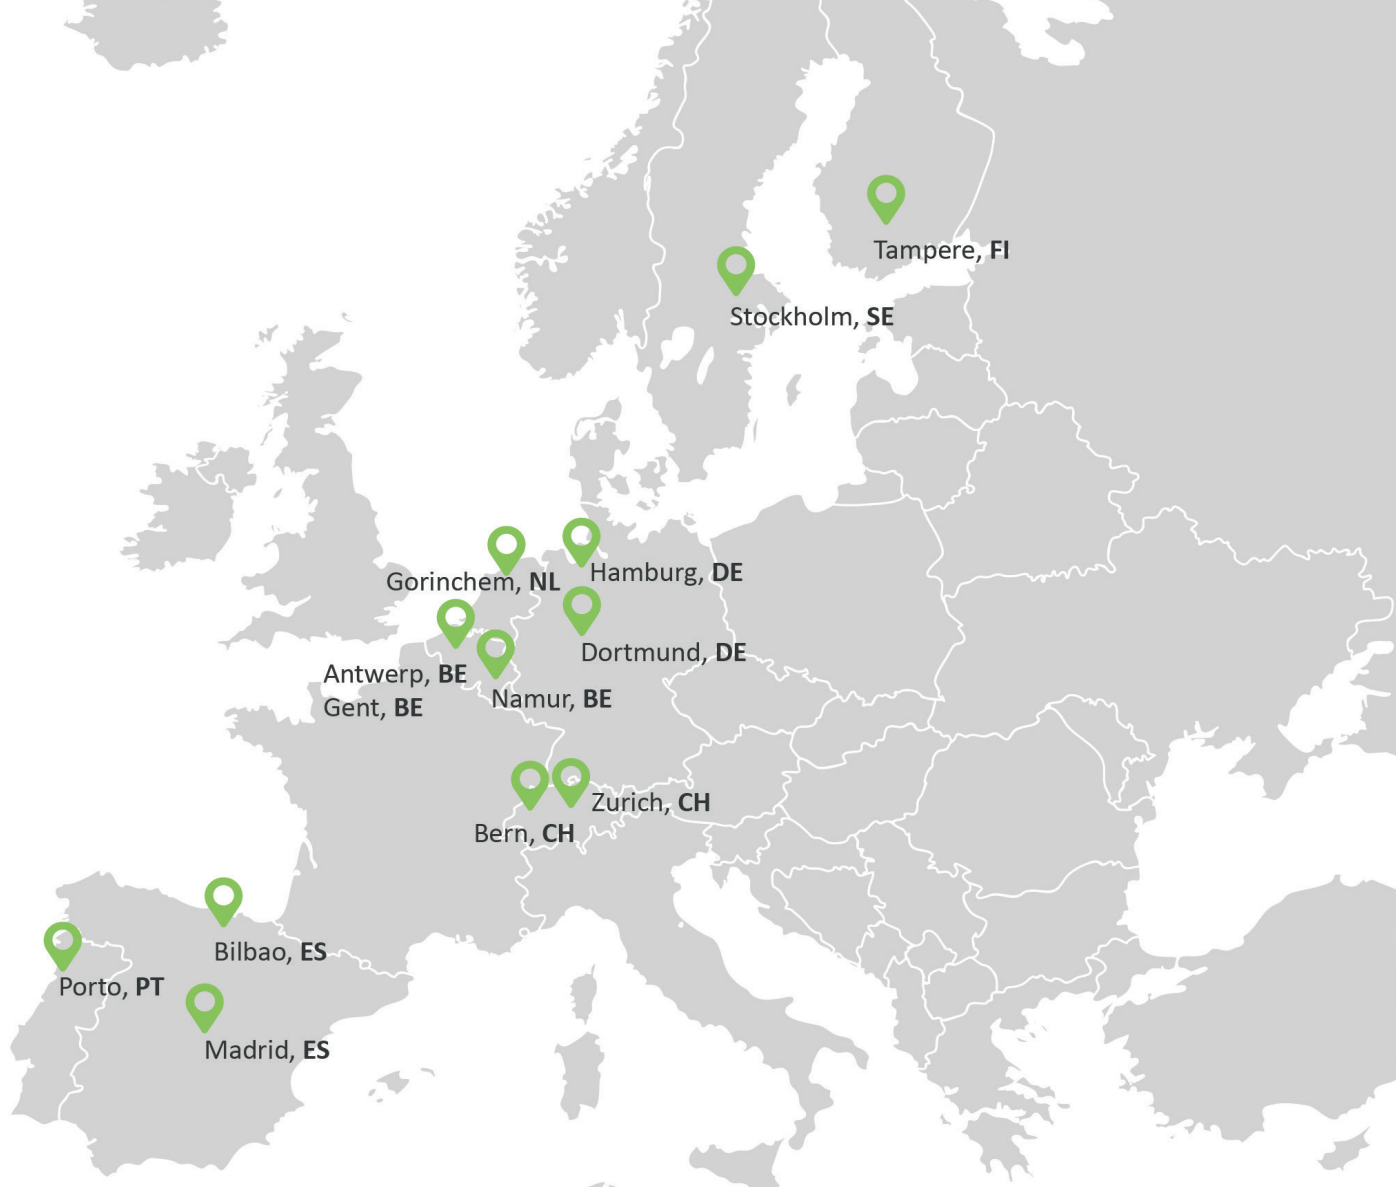 Tampere, FI
Stockholm, SE
Gorinchem, NL
Hamburg, DE
Dortmund, DE
Antwerp, BE
Gent, BE
Namur, BE
Zurich, CH
Bern, CH
Bilbao, ES
Porto, PT
Madrid, ES